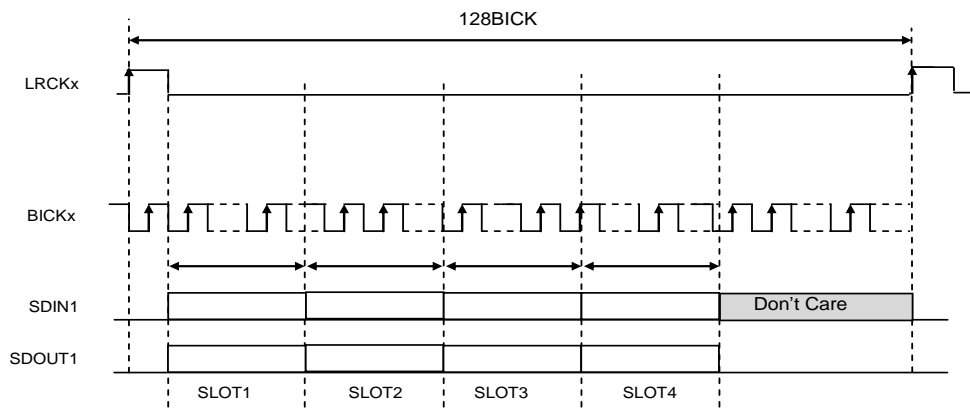 128BICK
LRCKx
BICKx
SDIN1
Don't Care
SDOUT1
SLOT1
SLOT2
SLOT3
SLOT4